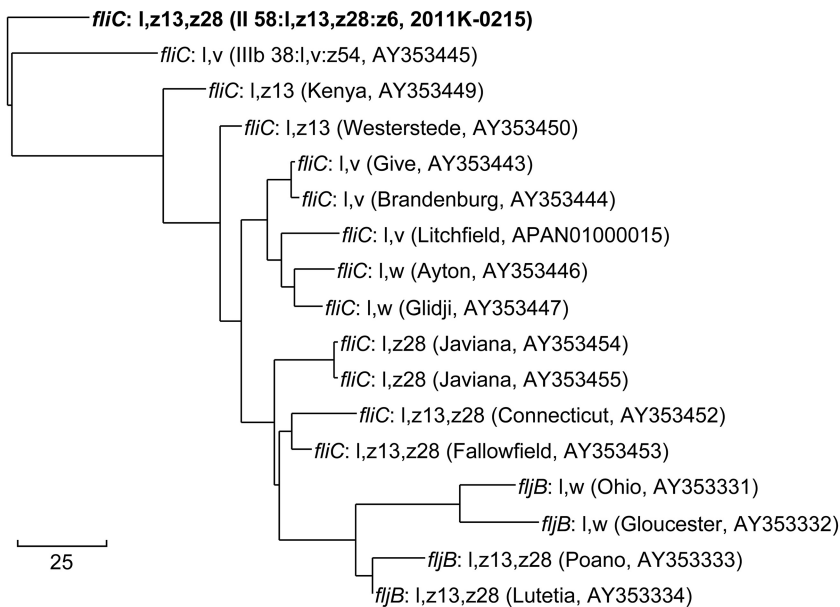 fliC: l,z13,z28 (II 58:l,z13,z28:z6, 2011K-0215)
fliC: l,v (IIIb 38:l,v:z54, AY353445)
fliC: l,z13 (Kenya, AY353449)
fliC: l,z13 (Westerstede, AY353450)
fliC: l,v (Give, AY353443)
fliC: l,v (Brandenburg, AY353444)
fliC: l,v (Litchfield, APAN01000015)
fliC: l,w (Ayton, AY353446)
fliC: l,w (Glidji, AY353447)
fliC: l,z28 (Javiana, AY353454)
fliC: l,z28 (Javiana, AY353455)
fliC: l,z13,z28 (Connecticut, AY353452)
fliC: l,z13,z28 (Fallowfield, AY353453)
fljB: l,w (Ohio, AY353331)
fljB: l,w (Gloucester, AY353332)
fljB: l,z13,z28 (Poano, AY353333)
fljB: l,z13,z28 (Lutetia, AY353334)
25